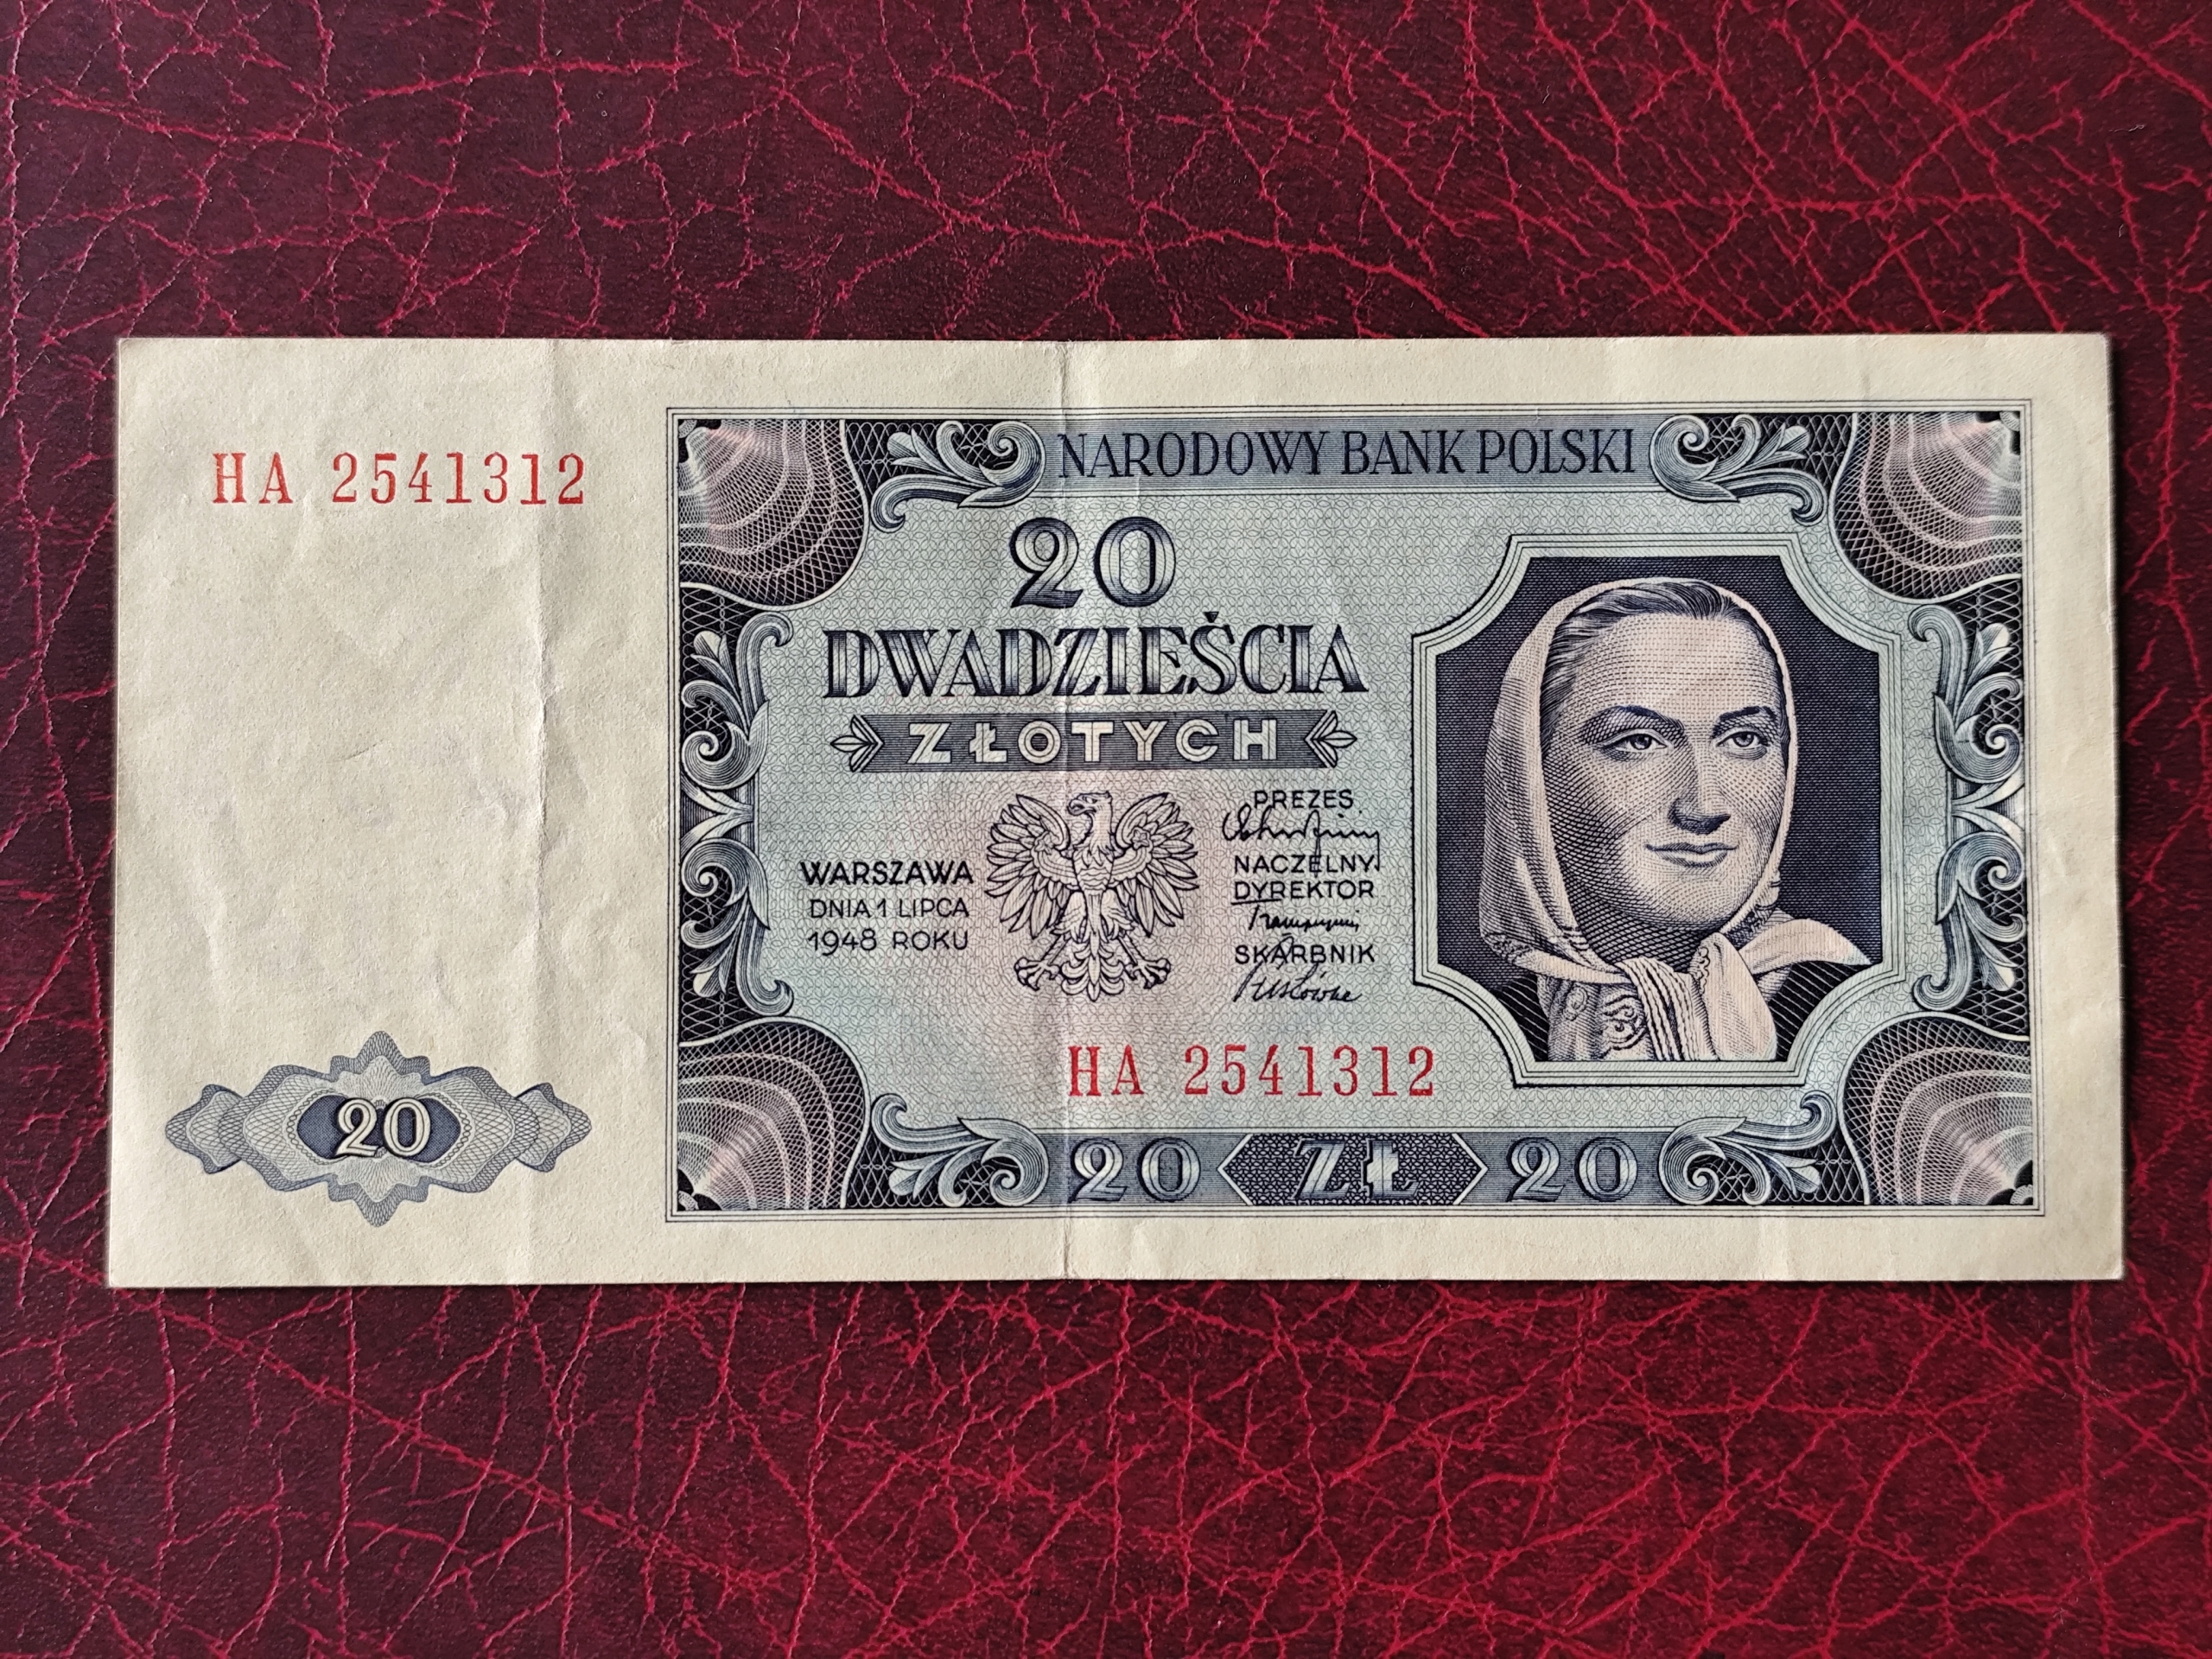 HA 2541312
20
NARODOWY BANK POLSKI
20
DWADZIEŚCIA
ZŁOTYCH
WARSZAWA
DNIA 1 LIPCA
1948 ROKU
PREZES
NACZELNY
DYREKTOR
SKARBNIK
HA 2541312
20 ZŁ 20